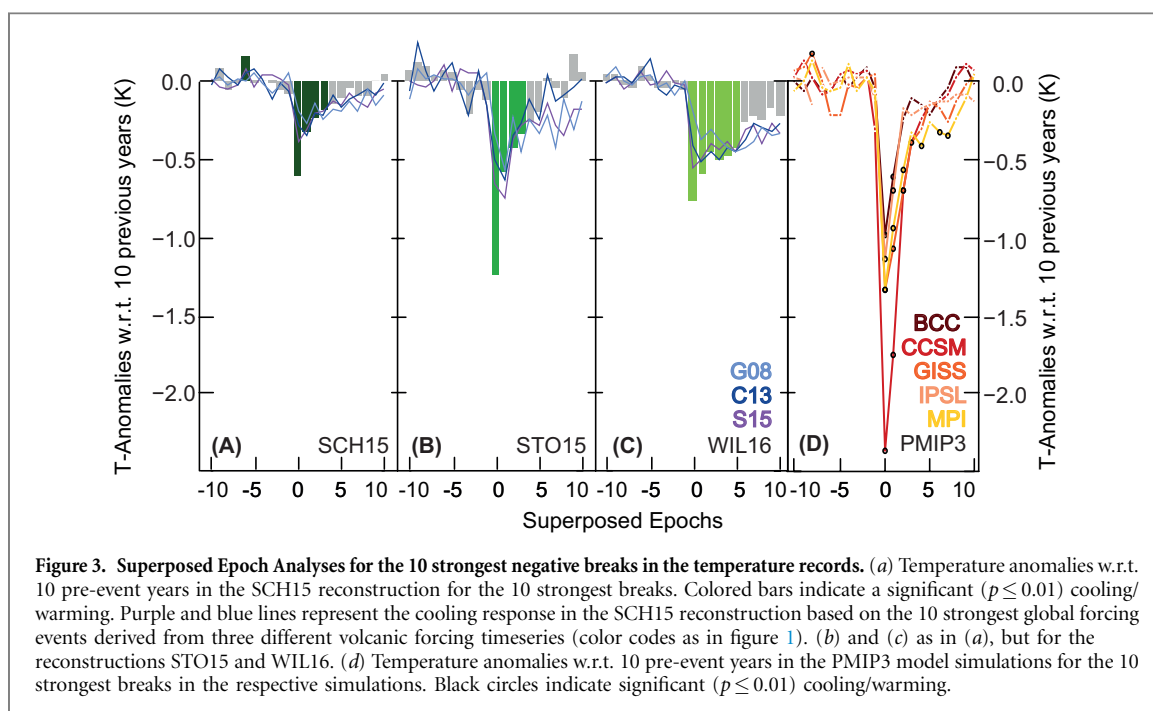 T-Anomalies w.r.t. 10 previous years (K)
0.0
−0.5
−1.0
−1.5
−2.0
(A)
SCH15
(B)
STO15
G08
C13
S15
(C)
WIL16
BCC
CCSM
GISS
IPSL
MPI
(D)
PMIP3
0.0
−0.5
−1.0
−1.5
−2.0
T-Anomalies w.r.t. 10 previous years (K)
-10 -5 0 5 10 -10 -5 0 5 10 -10 -5 0 5 10 -10 -5 0 5 10
Superposed Epochs
Figure 3. Superposed Epoch Analyses for the 10 strongest negative breaks in the temperature records. (a) Temperature anomalies w.r.t.
10 pre-event years in the SCH15 reconstruction for the 10 strongest breaks. Colored bars indicate a significant (p ≤ 0.01) cooling/
warming. Purple and blue lines represent the cooling response in the SCH15 reconstruction based on the 10 strongest global forcing
events derived from three different volcanic forcing timeseries (color codes as in figure 1). (b) and (c) as in (a), but for the
reconstructions STO15 and WIL16. (d) Temperature anomalies w.r.t. 10 pre-event years in the PMIP3 model simulations for the 10
strongest breaks in the respective simulations. Black circles indicate significant (p ≤ 0.01) cooling/warming.